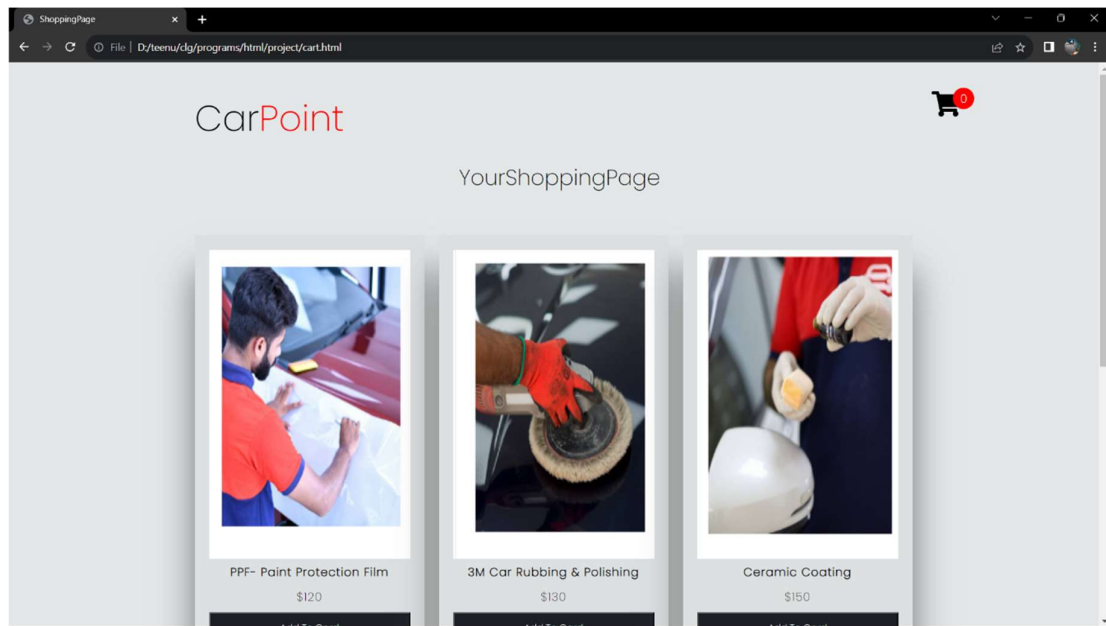 ShoppingPage
File | D:/teenu/clg/programs/html/project/cart.html
CarPoint
0
YourShoppingPage
PPF- Paint Protection Film
3M Car Rubbing & Polishing
Ceramic Coating
$120
$130
$150